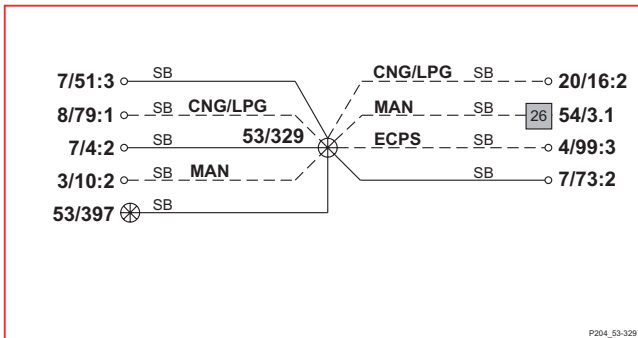 7/51:3 SB CNG/LPG SB 20/16:2
8/79:1 SB CNG/LPG MAN SB 26 54/3.1
7/4:2 SB 53/329 ECPS SB 4/99:3
3/10:2 SB MAN SB 7/73:2
53/397 SB
P204_53-329